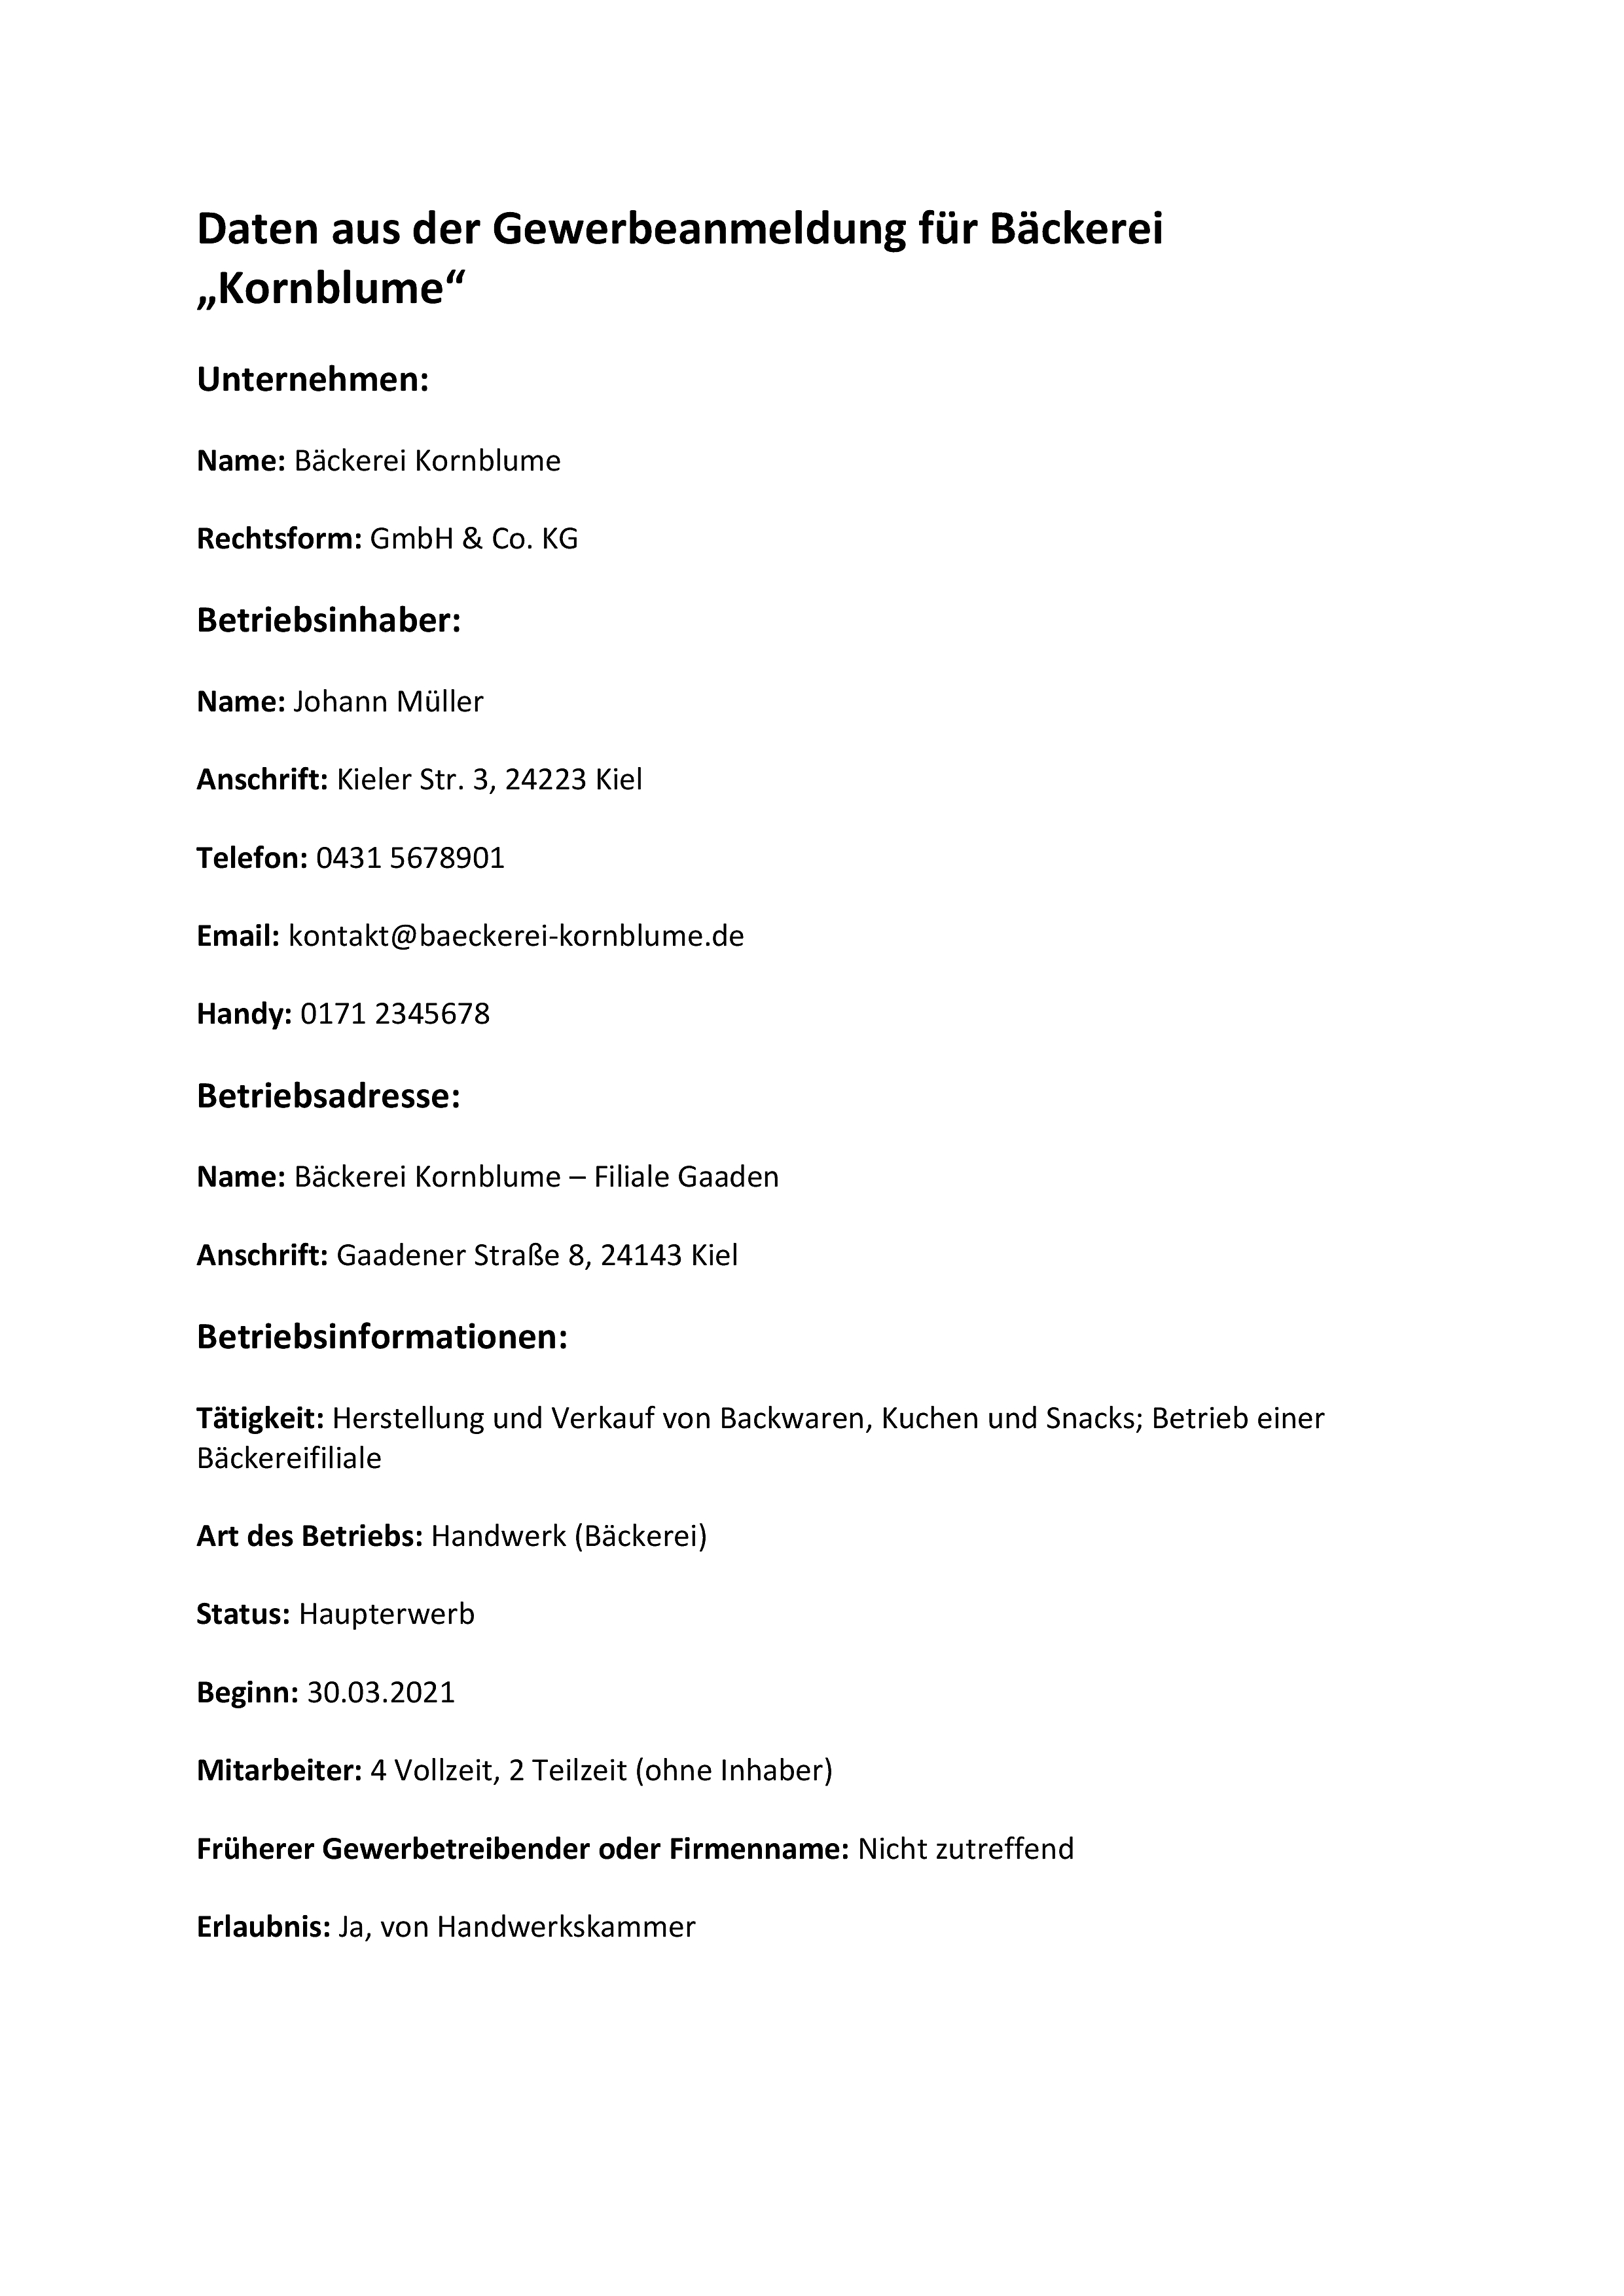 Daten aus der Gewerbeanmeldung für Bäckerei
„Kornblume“
Unternehmen:
Name: Bäckerei Kornblume
Rechtsform: GmbH & Co. KG
Betriebsinhaber:
Name: Johann Müller
Anschrift: Kieler Str. 3, 24223 Kiel
Telefon: 0431 5678901
Email: kontakt@baeckerei-kornblume.de
Handy: 0171 2345678
Betriebsadresse:
Name: Bäckerei Kornblume – Filiale Gaaden
Anschrift: Gaadener Straße 8, 24143 Kiel
Betriebsinformationen:
Tätigkeit: Herstellung und Verkauf von Backwaren, Kuchen und Snacks; Betrieb einer
Bäckereifiliale
Art des Betriebs: Handwerk (Bäckerei)
Status: Haupterwerb
Beginn: 30.03.2021
Mitarbeiter: 4 Vollzeit, 2 Teilzeit (ohne Inhaber)
Früherer Gewerbetreibender oder Firmenname: Nicht zutreffend
Erlaubnis: Ja, von Handwerkskammer